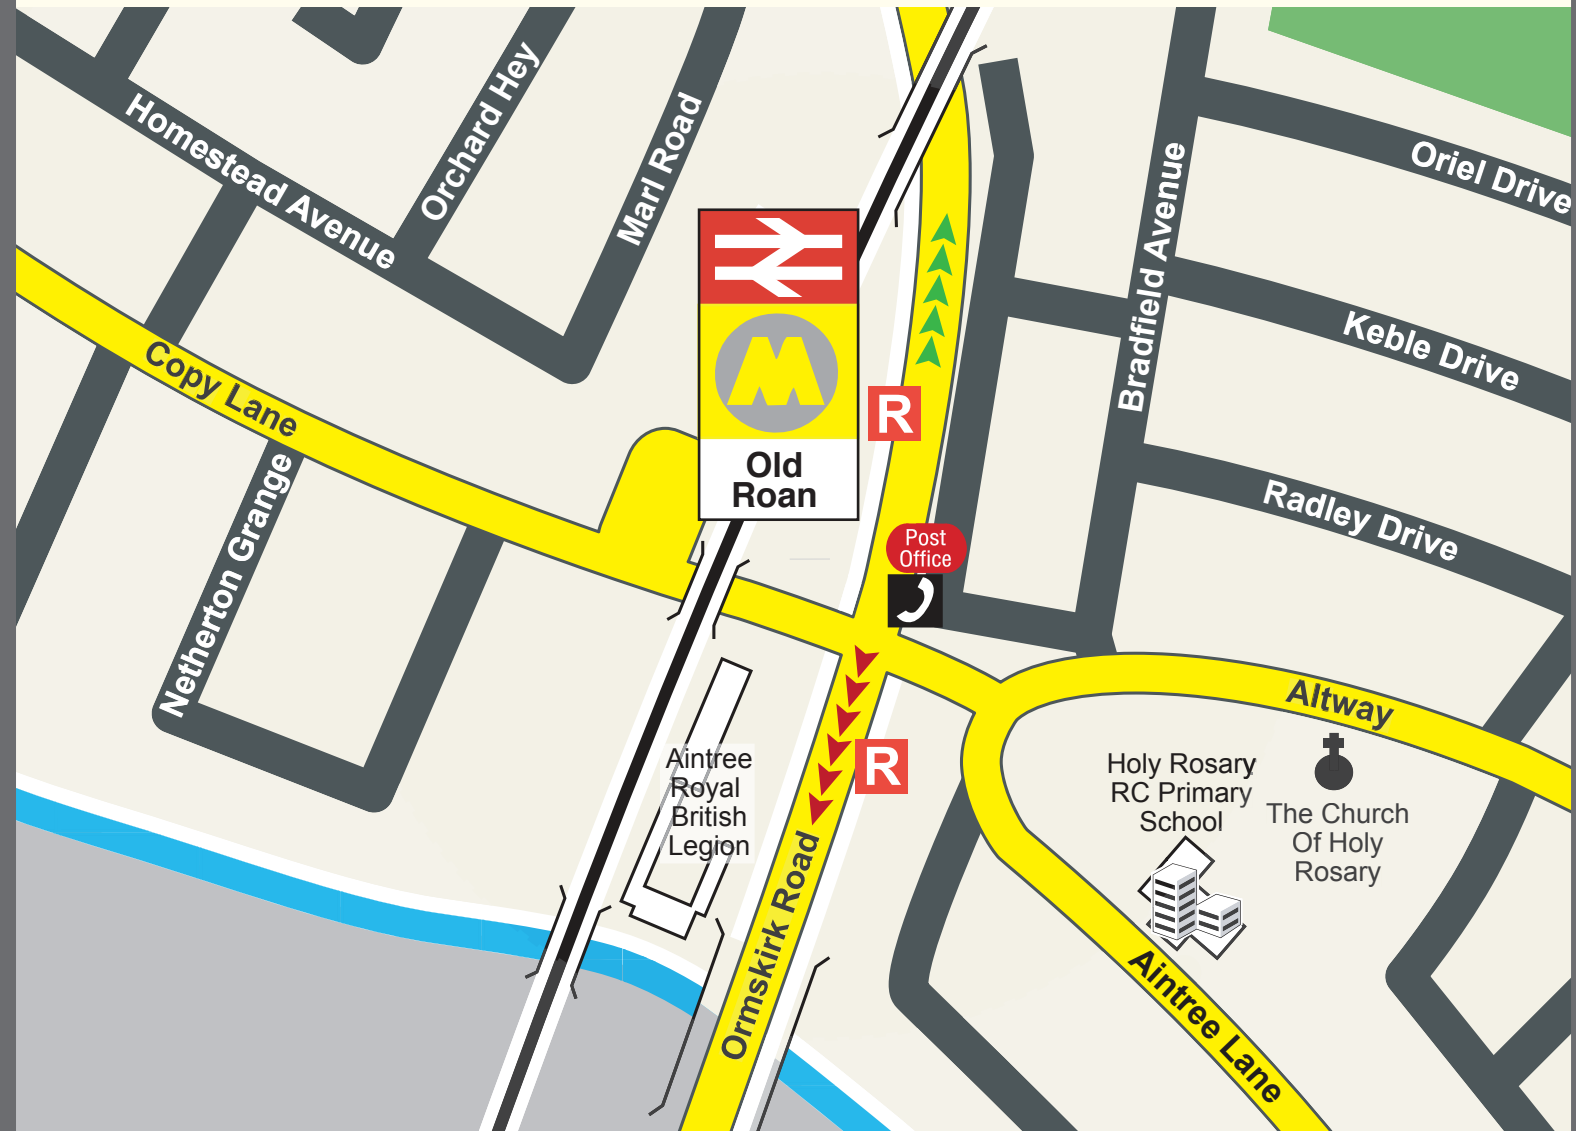 Homestead Avenue
Orchard Hey
Marl Road
Oriel Drive
Bradfield Avenue
Keble Drive
Copy Lane
M
R
Old
Roan
Netherton Grange
Radley Drive
Post
Office
Altway
Aintree
Royal
British
Legion
R
Holy Rosary
RC Primary
School
The Church
Of Holy
Rosary
Ormskirk Road
Aintree Lane